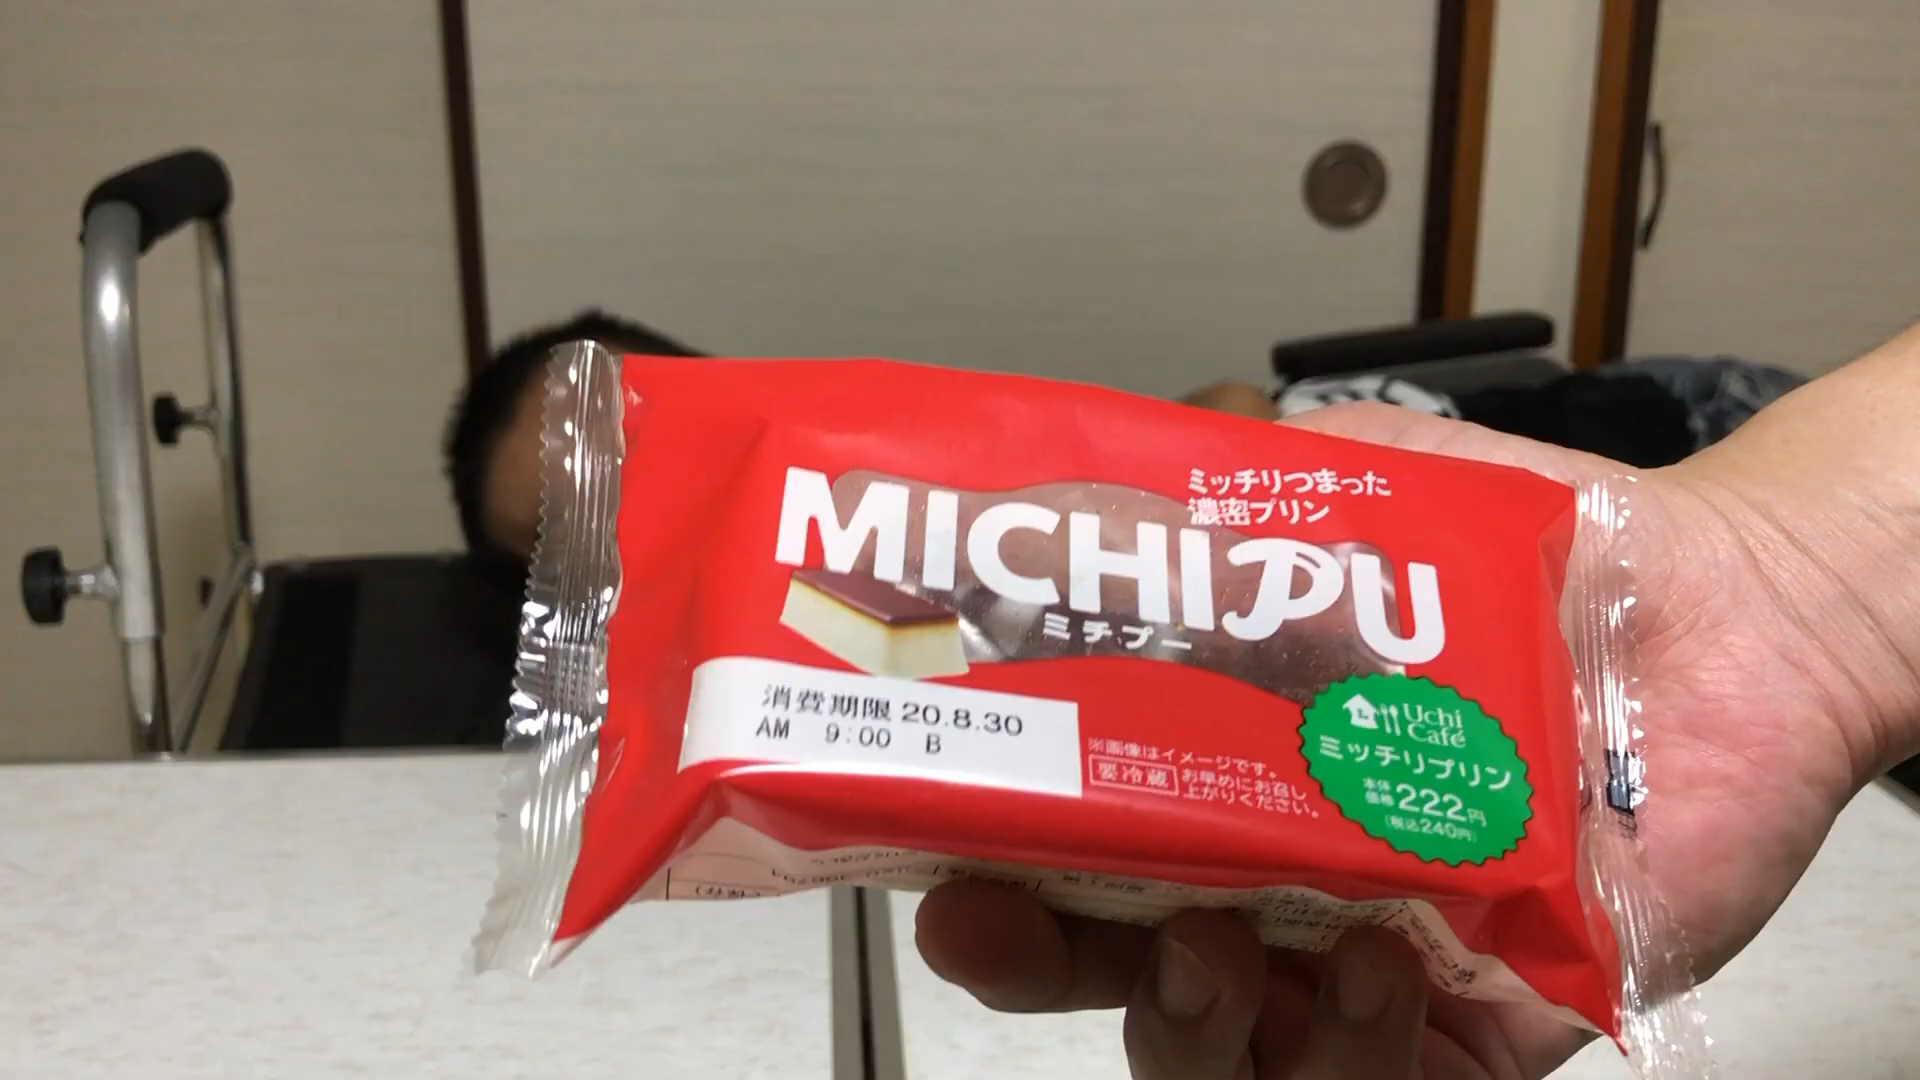 ミッチリつまった
濃密プリン
MICHIPU
ミチプー
消費期限 20.8.30
AM 9:00 B
※画像はイメージです。
要冷蔵 お早めにお召し
上がりください。
Uchi
Café
ミッチリプリン
本体
価格 222円
(税込240円)